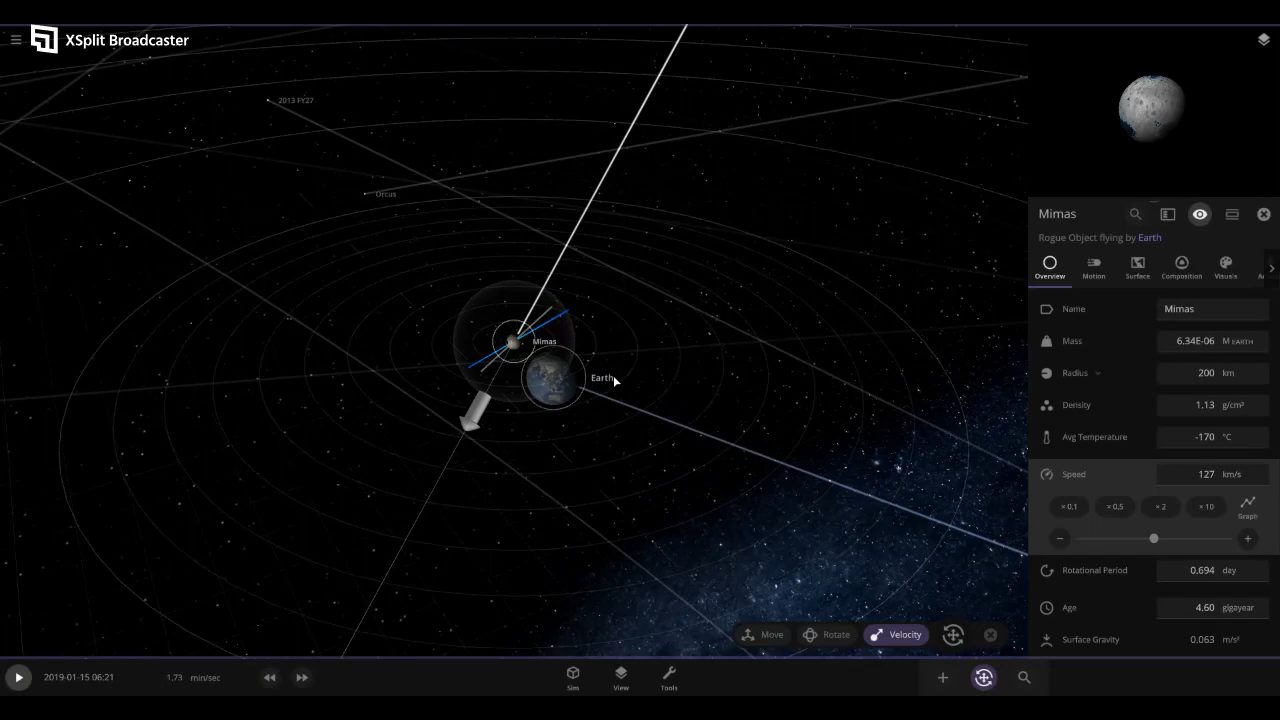 XSplit Broadcaster
2013 FY27
Orcus
Mimas
Earth
Mimas
Rogue Object flying by Earth
Overview
Motion
Surface
Composition
Visuals
Name
Mimas
Mass
6,34E-06 M EARTH
Radius
200 km
Density
1,13 g/cm³
Avg Temperature
-170 °C
Speed
127 km/s
× 0,1
× 0,5
× 2
× 10
Graph
Rotational Period
0,694 day
Age
4,60 gigayear
Surface Gravity
0,063 m/s²
Move
Rotate
Velocity
2019-01-15 06:21
1,73 min/sec
Sim
View
Tools